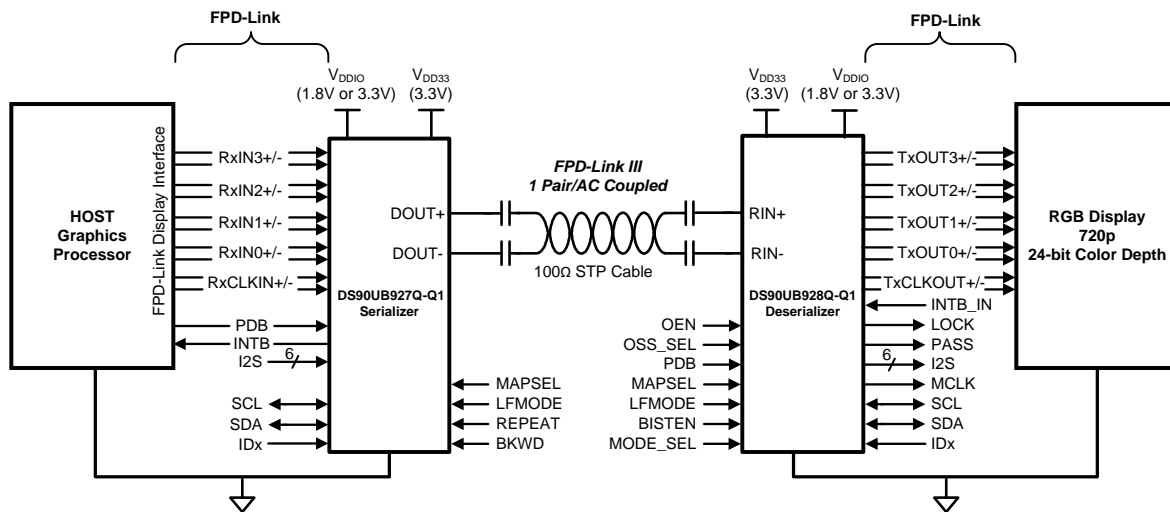 FPD-Link
FPD-Link
VDDIO
(1.8V or 3.3V)
VDD33
(3.3V)
VDD33
(3.3V)
VDDIO
(1.8V or 3.3V)
HOST
Graphics
Processor
FPD-Link Display Interface
RxIN3+/-
RxIN2+/-
RxIN1+/-
RxIN0+/-
RxCLKIN+/-
PDB
INTB
I2S
6
SCL
SDA
IDx
DOUT+
DOUT-
DS90UB927Q-Q1
Serializer
MAPSEL
LFMODE
REPEAT
BKWD
FPD-Link III
1 Pair/AC Coupled
100Ω STP Cable
RIN+
RIN-
DS90UB928Q-Q1
Deserializer
OEN
OSS_SEL
PDB
MAPSEL
LFMODE
BISTEN
MODE_SEL
TxOUT3+/-
TxOUT2+/-
TxOUT1+/-
TxOUT0+/-
TxCLKOUT+/-
INTB_IN
LOCK
PASS
6
I2S
MCLK
SCL
SDA
IDx
RGB Display
720p
24-bit Color Depth